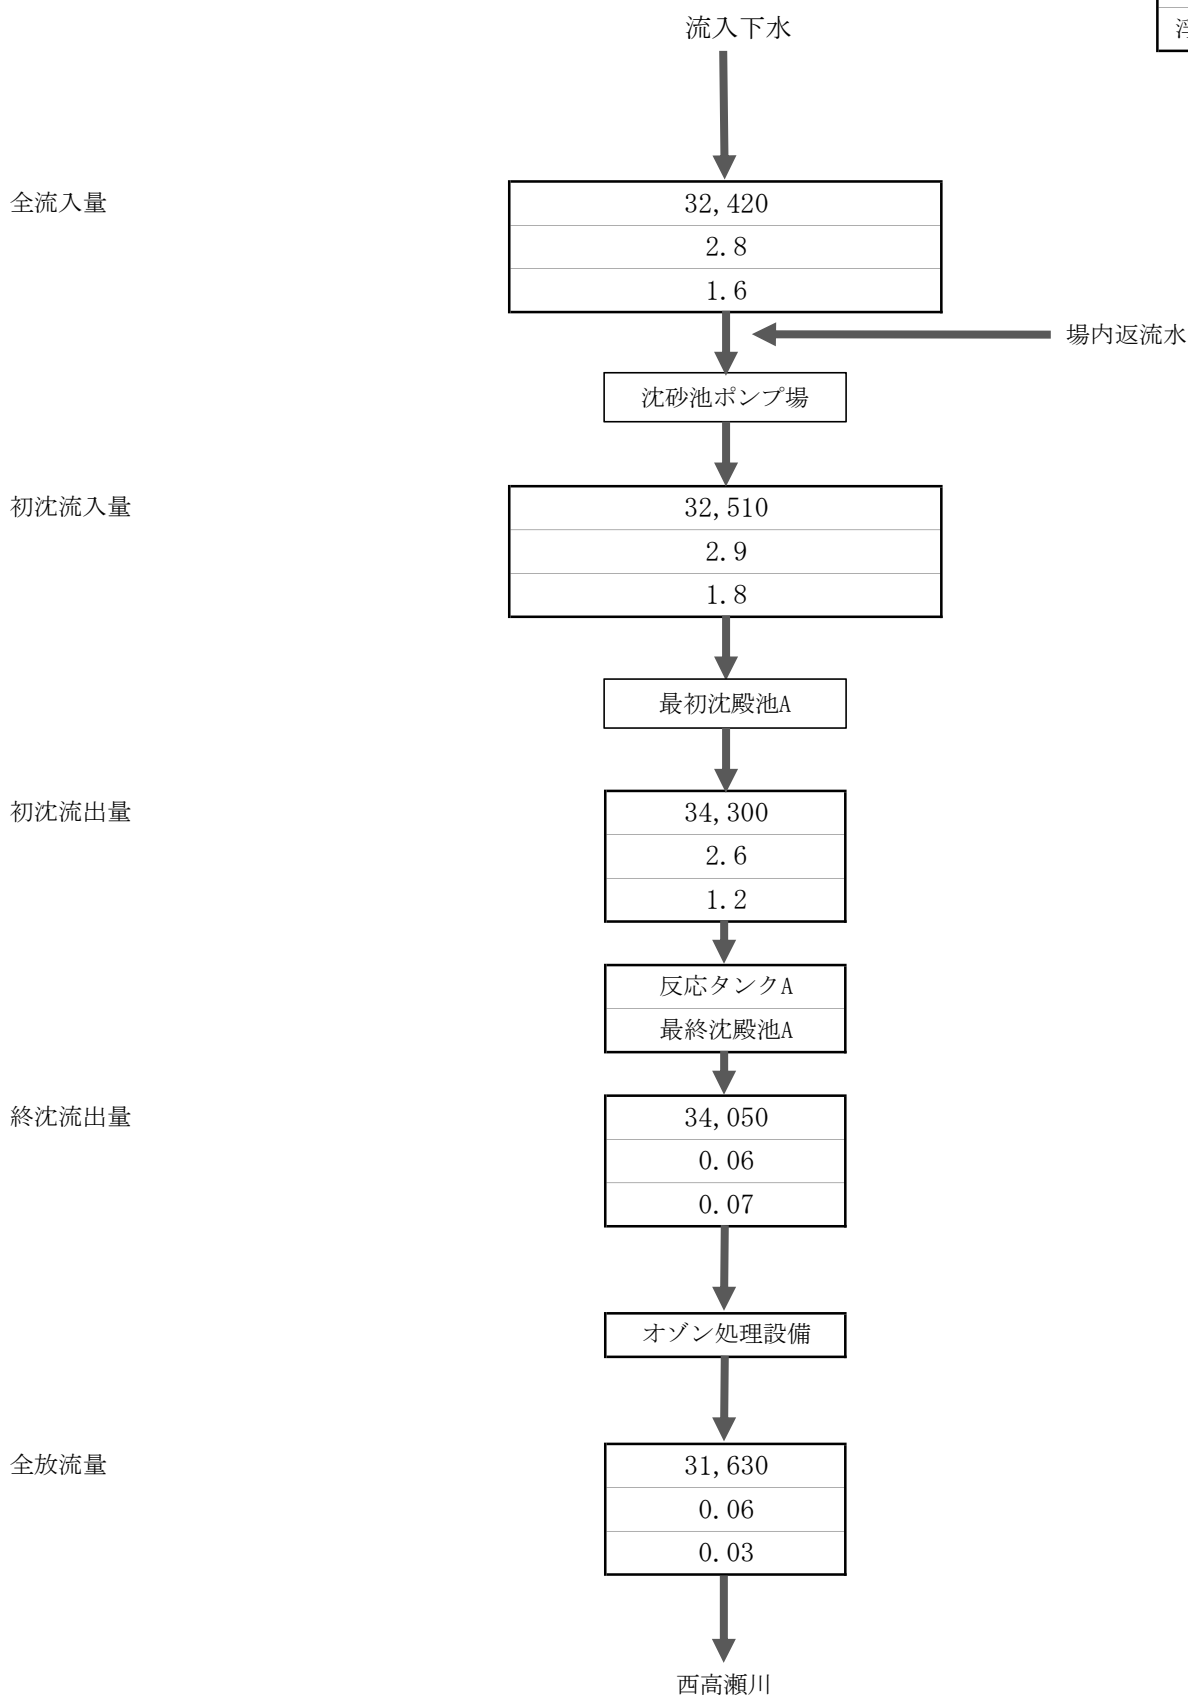 流入下水
全流入量
32,420
2.8
1.6
場内返流水
沈砂池ポンプ場
初沈流入量
32,510
2.9
1.8
最初沈殿池A
初沈流出量
34,300
2.6
1.2
反応タンクA
最終沈殿池A
終沈流出量
34,050
0.06
0.07
オゾン処理設備
全放流量
31,630
0.06
0.03
西高瀬川